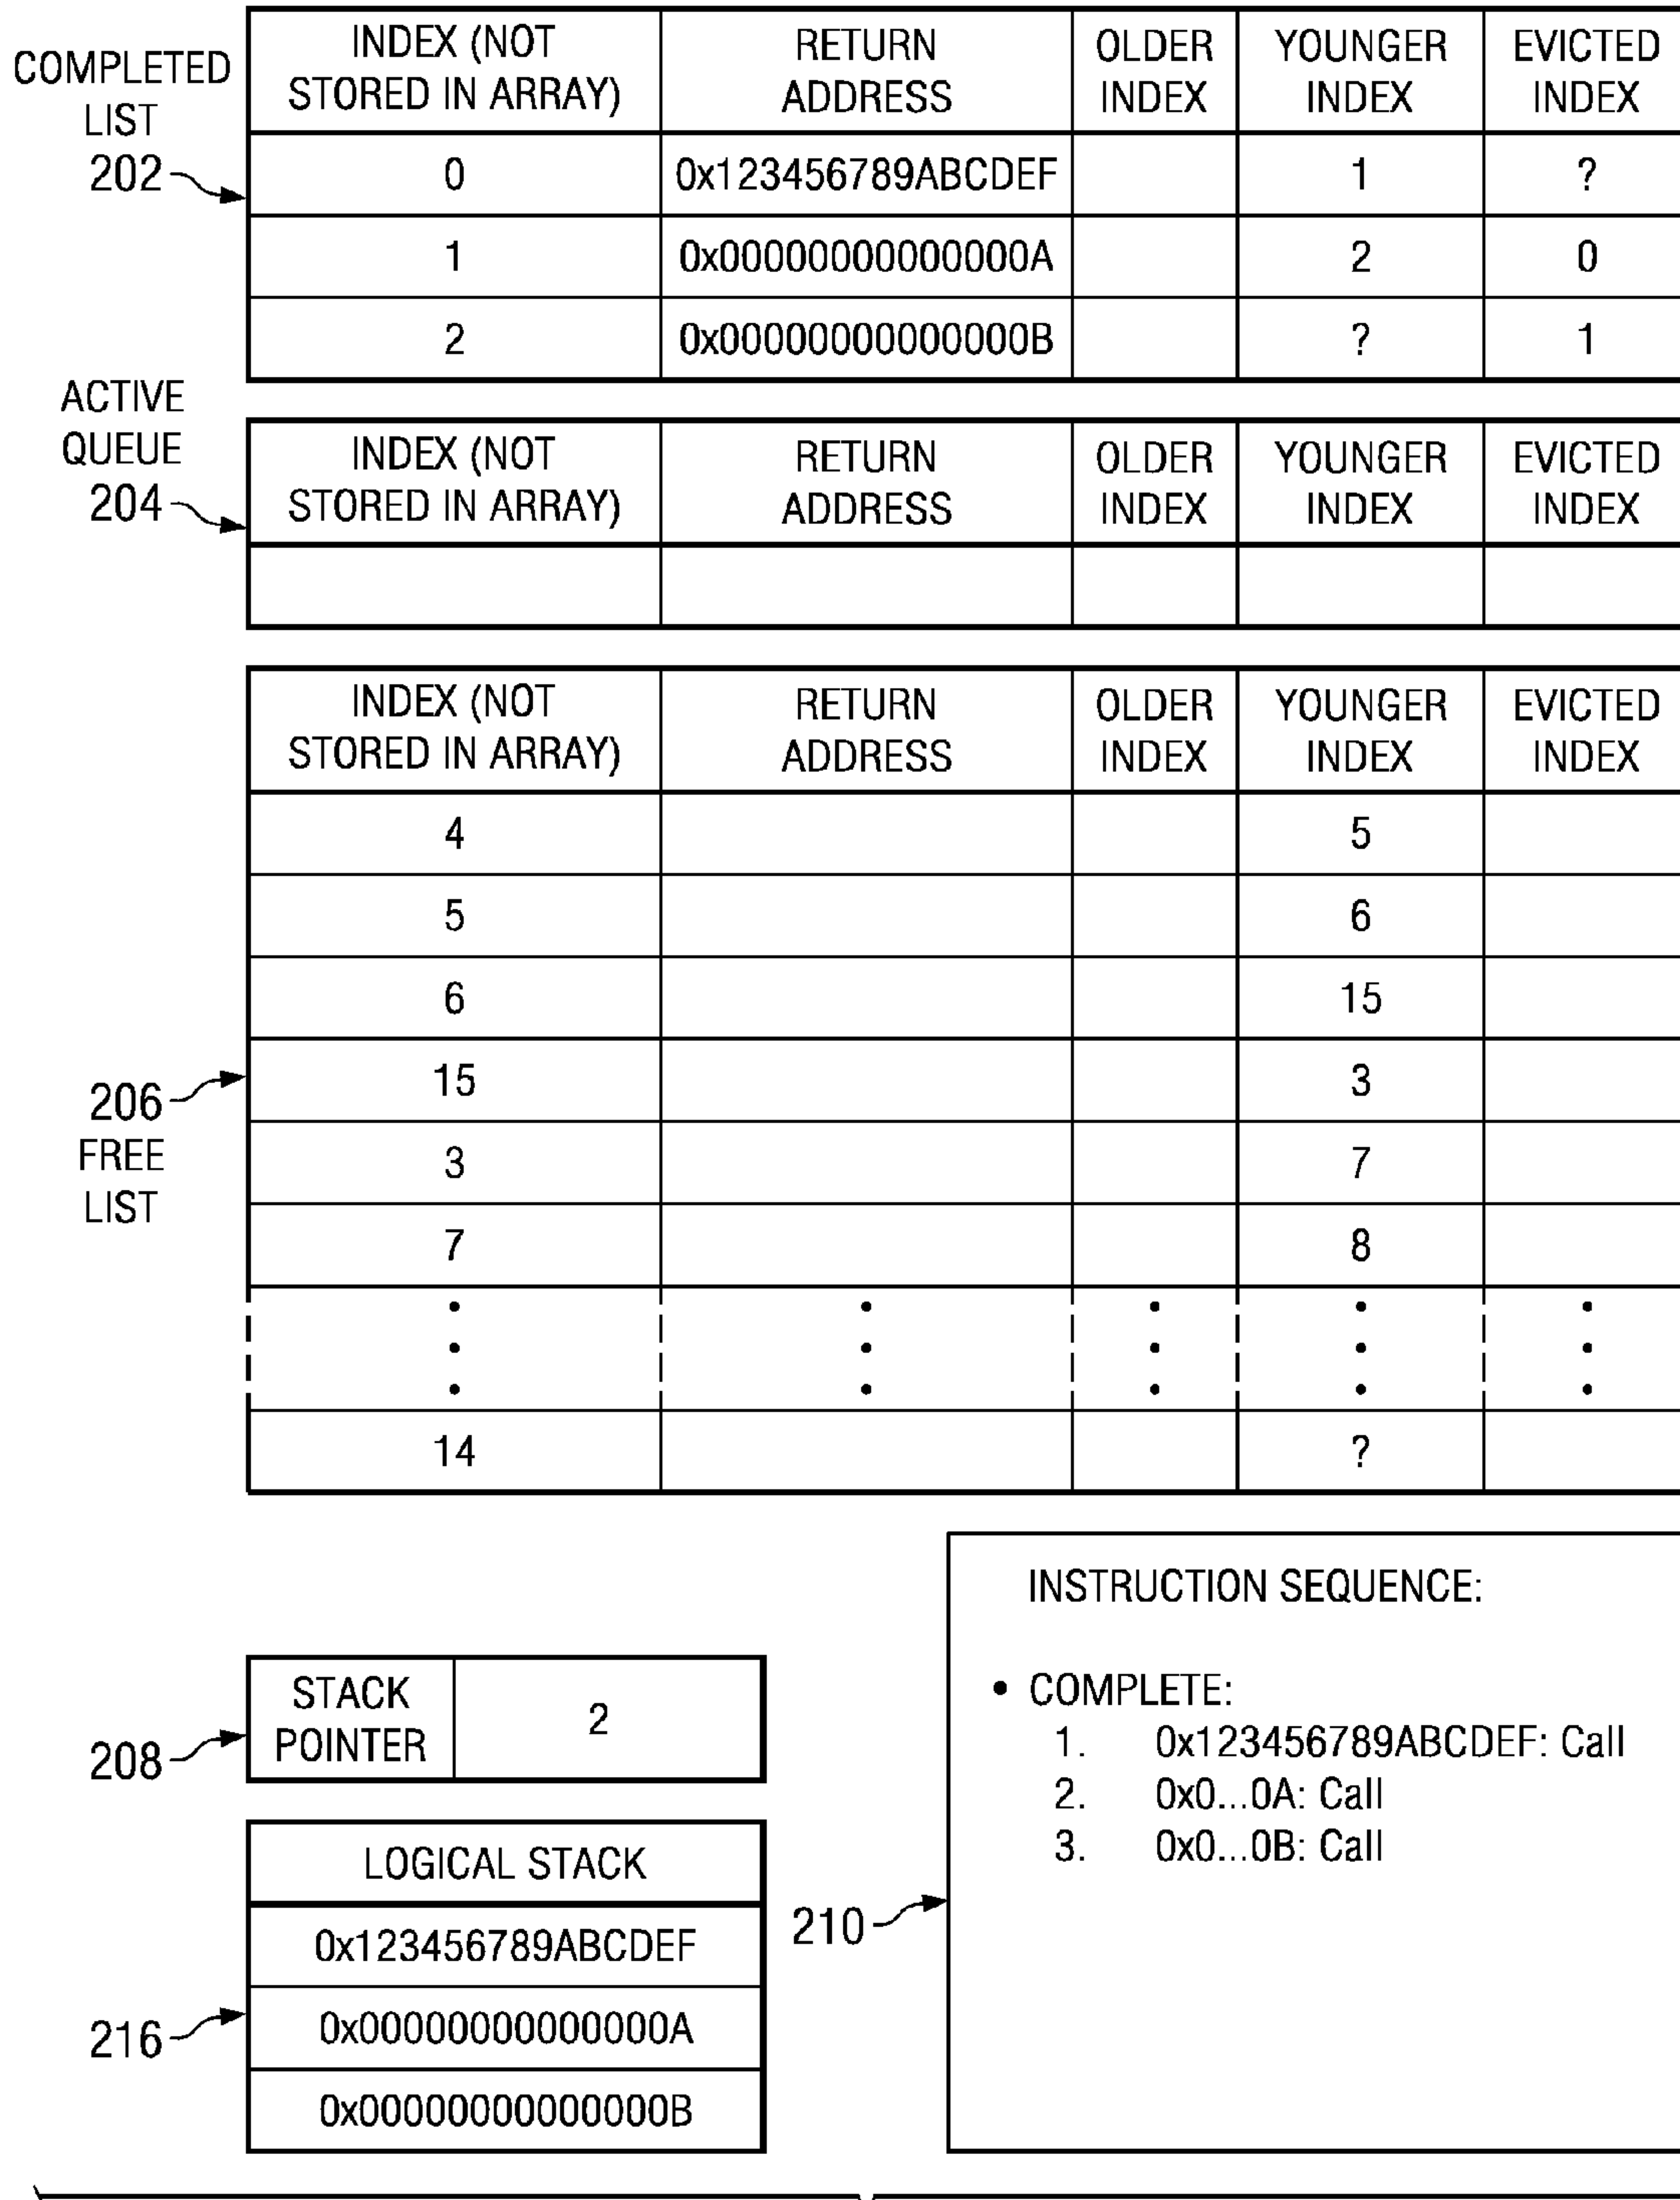 COMPLETED
LIST
202
INDEX (NOT STORED IN ARRAY) RETURN ADDRESS OLDER INDEX YOUNGER INDEX EVICTED INDEX
0 0x123456789ABCDEF 1 ?
1 0x00000000000000A 2 0
2 0x00000000000000B ? 1
ACTIVE
QUEUE
204
INDEX (NOT STORED IN ARRAY) RETURN ADDRESS OLDER INDEX YOUNGER INDEX EVICTED INDEX
INDEX (NOT STORED IN ARRAY) RETURN ADDRESS OLDER INDEX YOUNGER INDEX EVICTED INDEX
4 5
5 6
6 15
15 3
3 7
7 8
14 ?
206
FREE
LIST
STACK POINTER 2
208
LOGICAL STACK
0x123456789ABCDEF
0x00000000000000A
0x00000000000000B
216
210
INSTRUCTION SEQUENCE:
• COMPLETE:
1. 0x123456789ABCDEF: Call
2. 0x0...0A: Call
3. 0x0...0B: Call